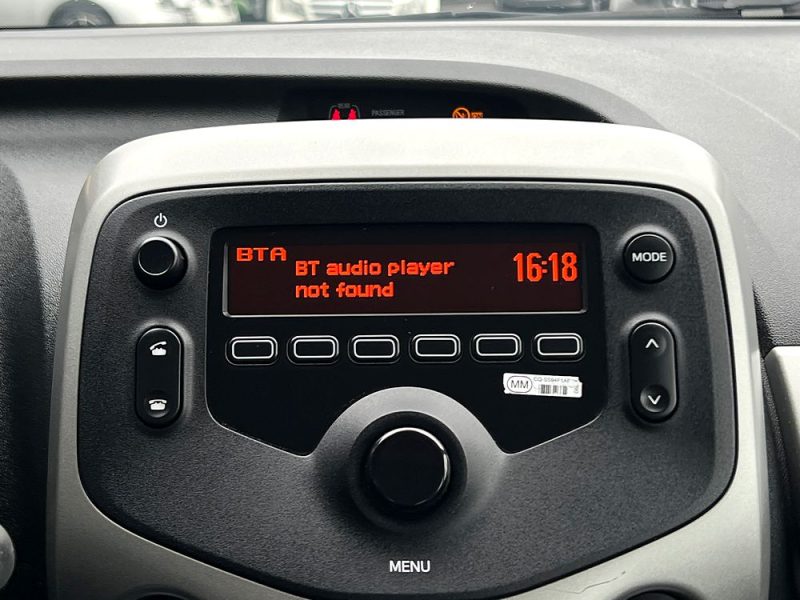 PASSENGER
BTA
BT audio player
not found
16:18
MODE
MM
MENU